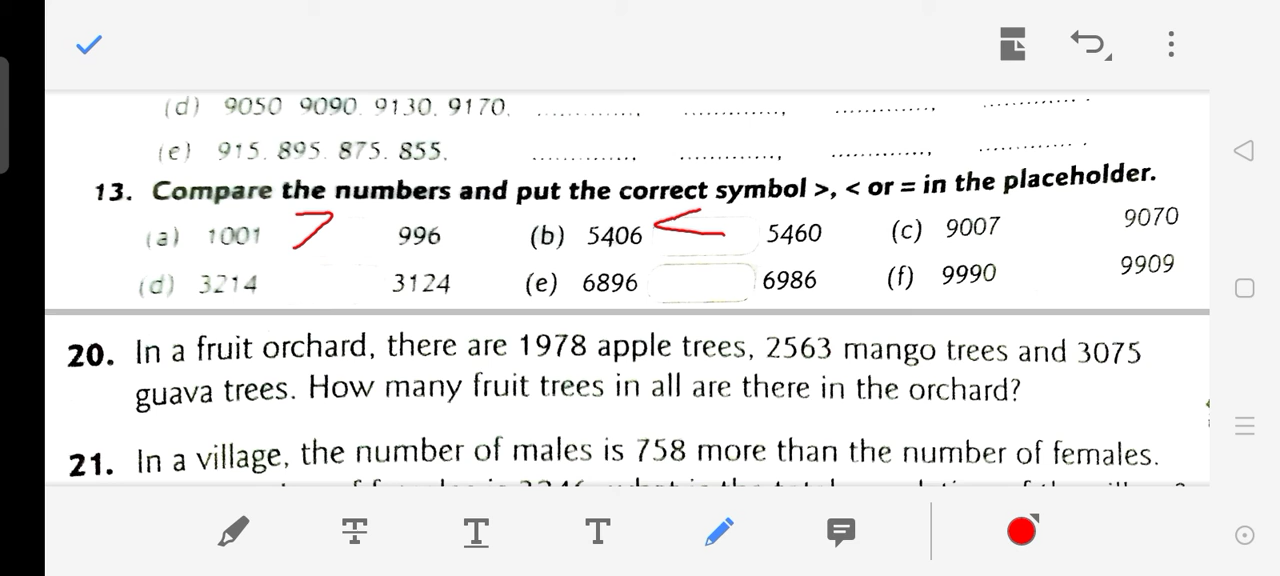 (d) 9050 9090. 9130. 9170. .............., .............., .............., .............. .
(e) 915. 895. 875. 855. .............., .............., .............., .............. .
13. Compare the numbers and put the correct symbol >, < or = in the placeholder.
(a) 1001 > 996 (b) 5406 < 5460 (c) 9007 9070
(d) 3214 3124 (e) 6896 6986 (f) 9990 9909
20. In a fruit orchard, there are 1978 apple trees, 2563 mango trees and 3075
guava trees. How many fruit trees in all are there in the orchard?
21. In a village, the number of males is 758 more than the number of females.
T T T